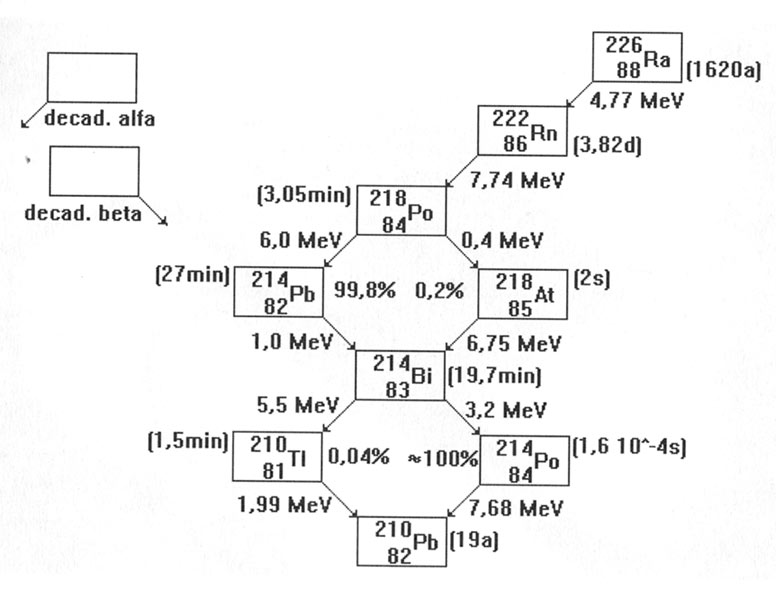 226
88 Ra (1620a)
decad. alfa
4,77 MeV
222
86 Rn (3,82d)
decad. beta
7,74 MeV
(3,05min) 218
84 Po
6,0 MeV 0,4 MeV
(27min) 214
82 Pb 99,8% 0,2% 218
85 At (2s)
1,0 MeV 6,75 MeV
214
83 Bi (19,7min)
5,5 MeV 3,2 MeV
(1,5min) 210
81 Tl 0,04% ≈100% 214
84 Po (1,6 10^-4s)
1,99 MeV 7,68 MeV
210
82 Pb (19a)